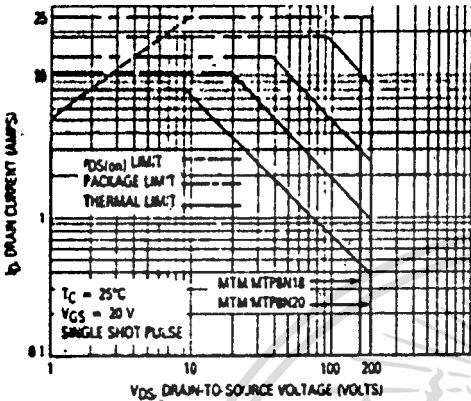 25
10
1
0.1
ID, DRAIN CURRENT (AMPS)
rDS(on) LIMIT
PACKAGE LIMIT
THERMAL LIMIT
TC = 25°C
VGS = 20 V
SINGLE SHOT PULSE
MTM/MTP8N18
MTM/MTP8N20
1 10 100 200
VDS, DRAIN-TO-SOURCE VOLTAGE (VOLTS)